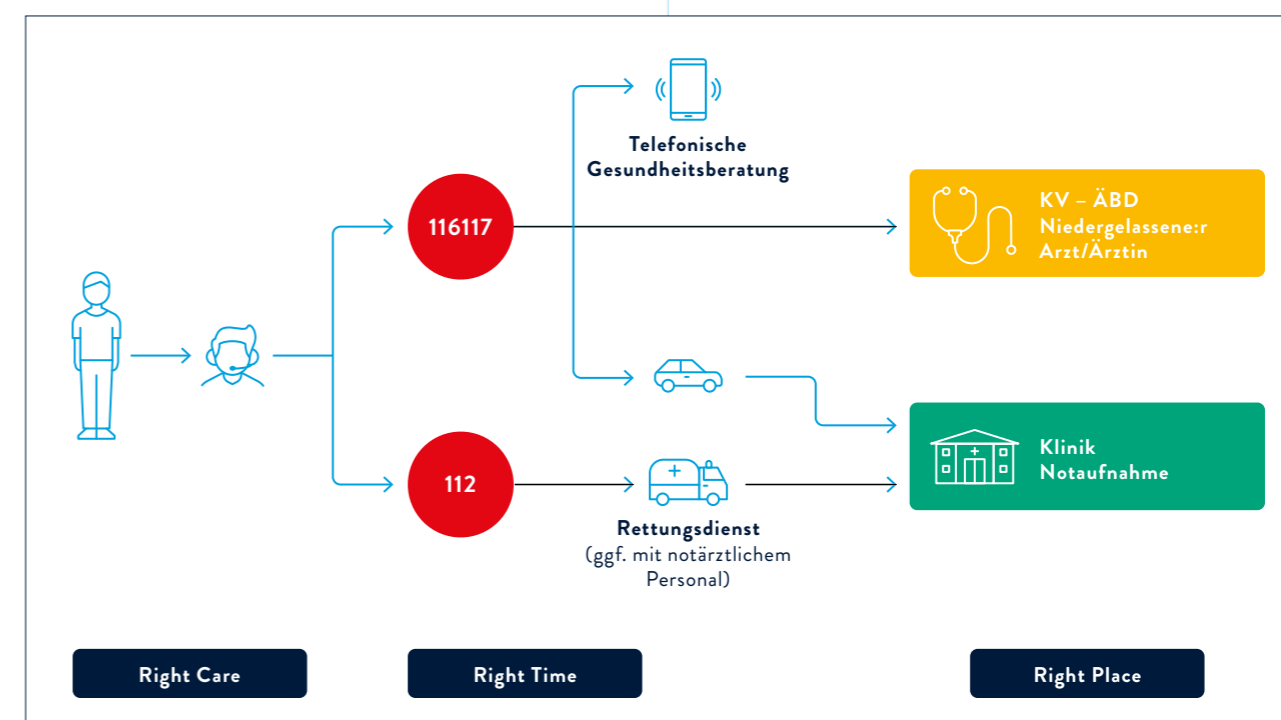 Telefonische
Gesundheitsberatung
116117
KV – ÄBD
Niedergelassene:r
Arzt/Ärztin
112
Rettungsdienst
(ggf. mit notärztlichem
Personal)
Klinik
Notaufnahme
Right Care
Right Time
Right Place